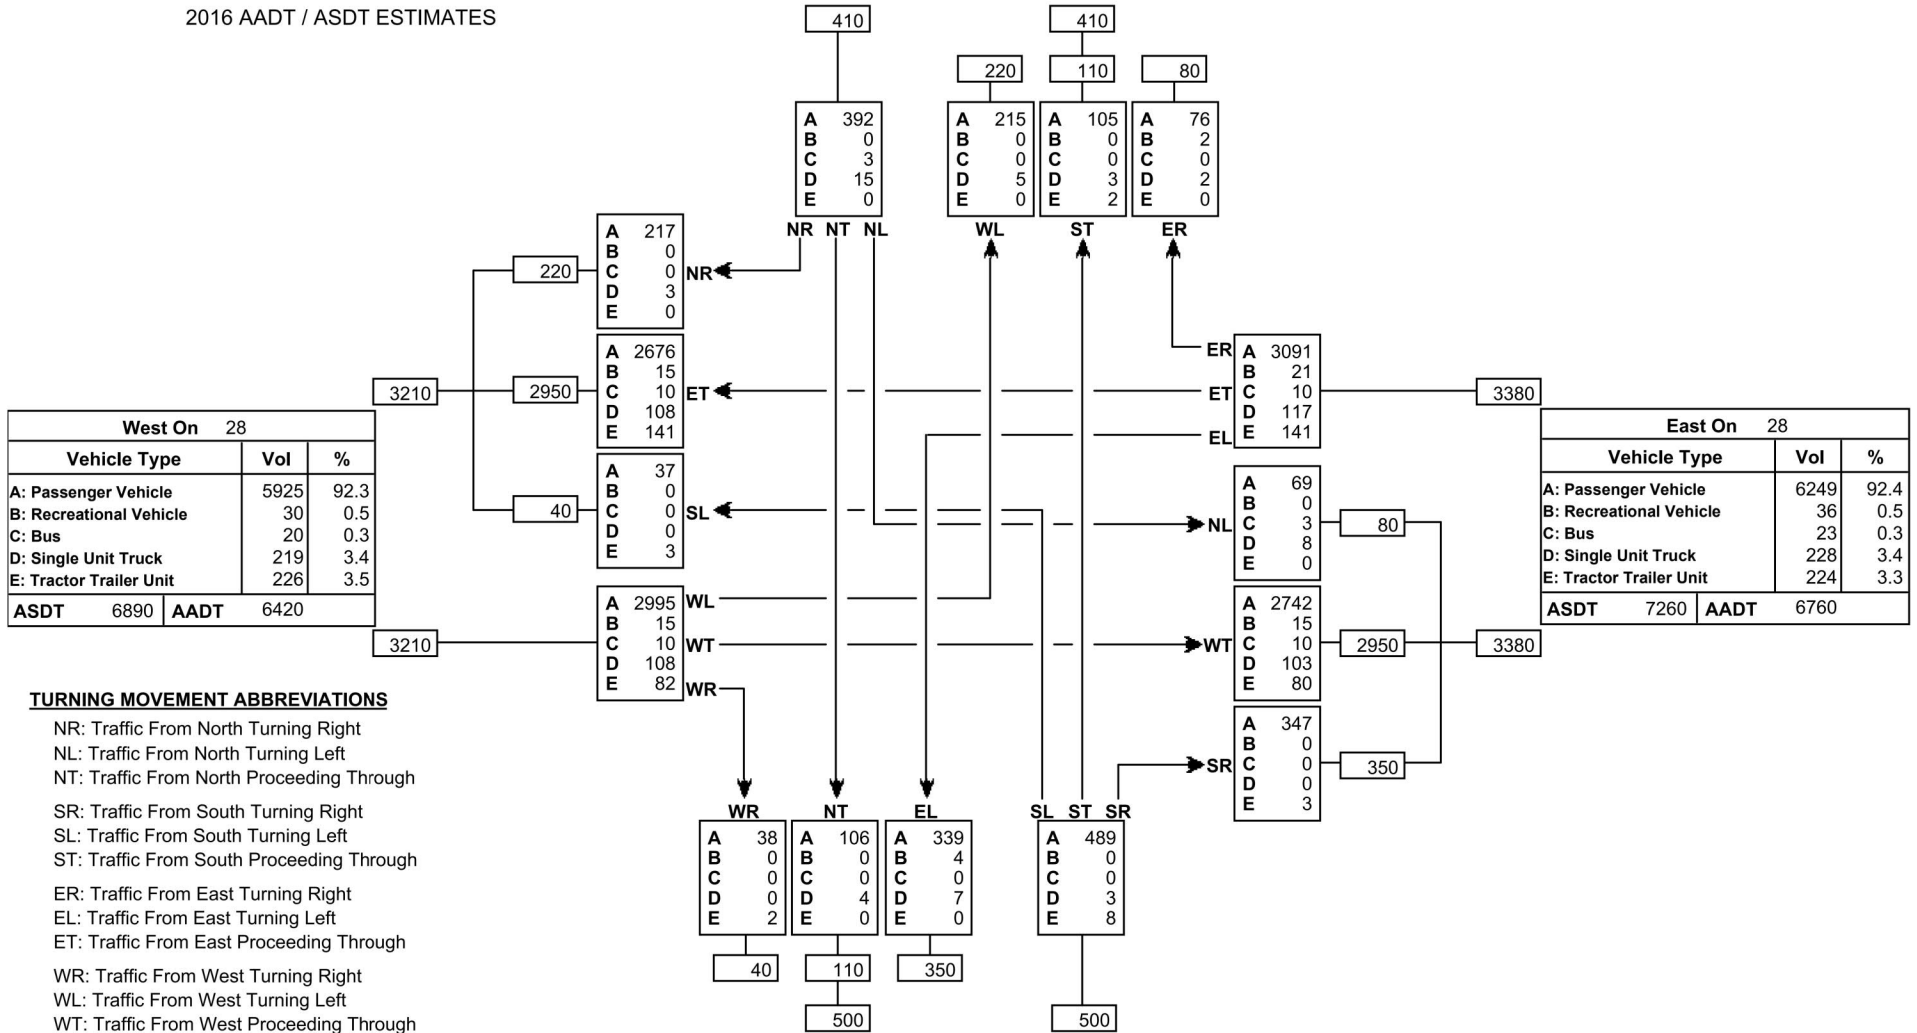 2016 AADT / ASDT ESTIMATES
410
410
220
110
80
A 392
B 0
C 3
D 15
E 0
A 215
B 0
C 0
D 5
E 0
A 105
B 0
C 0
D 3
E 2
A 76
B 2
C 0
D 2
E 0
NR NT NL
WL
ST
ER
220
A 217
B 0
C 0
D 3
E 0
NR
3210
2950
A 2676
B 15
C 10
D 108
E 141
ET
40
A 37
B 0
C 0
D 0
E 3
SL
ER
ET
EL
A 3091
B 21
C 10
D 117
E 141
3380
West On 28
Vehicle Type Vol %
A: Passenger Vehicle 5925 92.3
B: Recreational Vehicle 30 0.5
C: Bus 20 0.3
D: Single Unit Truck 219 3.4
E: Tractor Trailer Unit 226 3.5
ASDT 6890 AADT 6420
East On 28
Vehicle Type Vol %
A: Passenger Vehicle 6249 92.4
B: Recreational Vehicle 36 0.5
C: Bus 23 0.3
D: Single Unit Truck 228 3.4
E: Tractor Trailer Unit 224 3.3
ASDT 7260 AADT 6760
NL
A 69
B 0
C 3
D 8
E 0
80
3210
A 2995
B 15
C 10
D 108
E 82
WL
WT
WR
WT
A 2742
B 15
C 10
D 103
E 80
2950
3380
SR
A 347
B 0
C 0
D 0
E 3
350
WR
NT
EL
SL ST SR
A 38
B 0
C 0
D 0
E 2
A 106
B 0
C 0
D 4
E 0
A 339
B 4
C 0
D 7
E 0
A 489
B 0
C 0
D 3
E 8
40
110
350
500
500
TURNING MOVEMENT ABBREVIATIONS
NR: Traffic From North Turning Right
NL: Traffic From North Turning Left
NT: Traffic From North Proceeding Through
SR: Traffic From South Turning Right
SL: Traffic From South Turning Left
ST: Traffic From South Proceeding Through
ER: Traffic From East Turning Right
EL: Traffic From East Turning Left
ET: Traffic From East Proceeding Through
WR: Traffic From West Turning Right
WL: Traffic From West Turning Left
WT: Traffic From West Proceeding Through